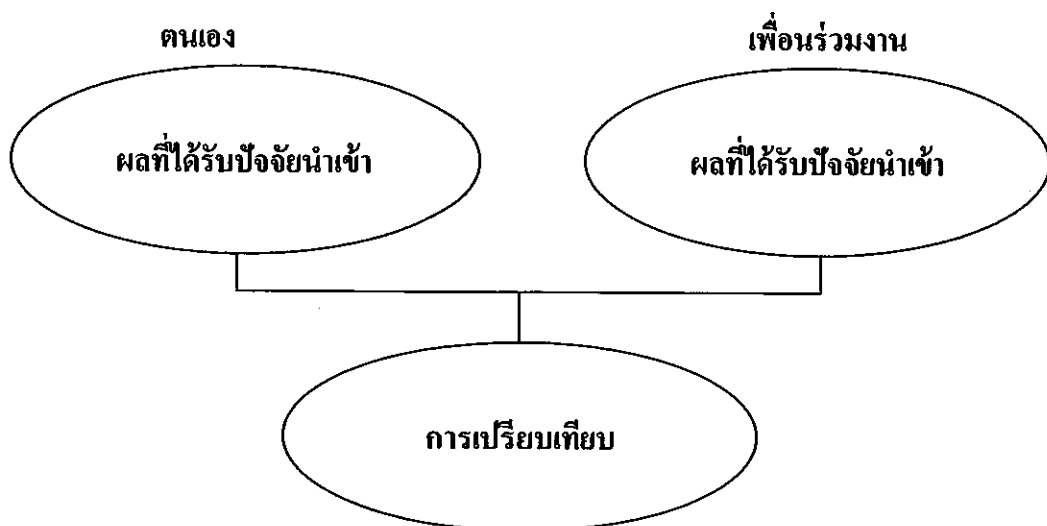 ตนเอง
เพื่อนร่วมงาน
ผลที่ได้รับปัจจัยนำเข้า
ผลที่ได้รับปัจจัยนำเข้า
การเปรียบเทียบ